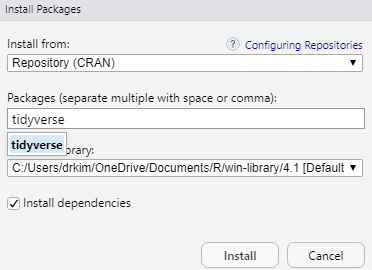 Install Packages
Install from:
? Configuring Repositories
Repository (CRAN)
Packages (separate multiple with space or comma):
tidyverse
tidyverse
brary:
C:/Users/drkim/OneDrive/Documents/R/win-library/4.1 [Default
Install dependencies
Install
Cancel